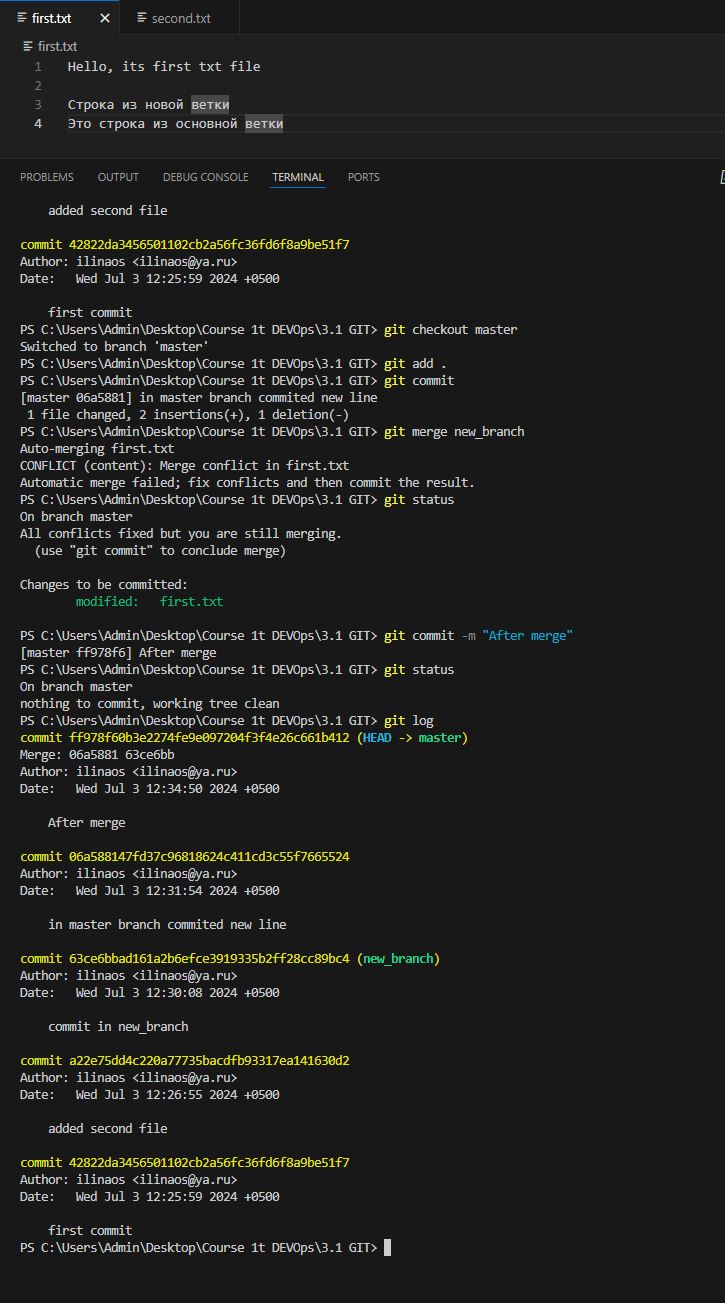 first.txt
second.txt
first.txt
1 Hello, its first txt file
2
3 Строка из новой ветки
4 Это строка из основной ветки
PROBLEMS OUTPUT DEBUG CONSOLE TERMINAL PORTS
added second file
commit 42822da3456501102cb2a56fc36fd6f8a9be51f7
Author: ilinaos <ilinaos@ya.ru>
Date: Wed Jul 3 12:25:59 2024 +0500
first commit
PS C:\Users\Admin\Desktop\Course 1t DEVOps\3.1 GIT> git checkout master
Switched to branch 'master'
PS C:\Users\Admin\Desktop\Course 1t DEVOps\3.1 GIT> git add .
PS C:\Users\Admin\Desktop\Course 1t DEVOps\3.1 GIT> git commit
[master 06a5881] in master branch commited new line
1 file changed, 2 insertions(+), 1 deletion(-)
PS C:\Users\Admin\Desktop\Course 1t DEVOps\3.1 GIT> git merge new_branch
Auto-merging first.txt
CONFLICT (content): Merge conflict in first.txt
Automatic merge failed; fix conflicts and then commit the result.
PS C:\Users\Admin\Desktop\Course 1t DEVOps\3.1 GIT> git status
On branch master
All conflicts fixed but you are still merging.
(use "git commit" to conclude merge)
Changes to be committed:
modified: first.txt
PS C:\Users\Admin\Desktop\Course 1t DEVOps\3.1 GIT> git commit -m "After merge"
[master ff978f6] After merge
PS C:\Users\Admin\Desktop\Course 1t DEVOps\3.1 GIT> git status
On branch master
nothing to commit, working tree clean
PS C:\Users\Admin\Desktop\Course 1t DEVOps\3.1 GIT> git log
commit ff978f60b3e2274fe9e097204f3f4e26c661b412 (HEAD -> master)
Merge: 06a5881 63ce6bb
Author: ilinaos <ilinaos@ya.ru>
Date: Wed Jul 3 12:34:50 2024 +0500
After merge
commit 06a588147fd37c96818624c411cd3c55f7665524
Author: ilinaos <ilinaos@ya.ru>
Date: Wed Jul 3 12:31:54 2024 +0500
in master branch commited new line
commit 63ce6bbad161a2b6efce3919335b2ff28cc89bc4 (new_branch)
Author: ilinaos <ilinaos@ya.ru>
Date: Wed Jul 3 12:30:08 2024 +0500
commit in new_branch
commit a22e75dd4c220a77735bacdfb93317ea141630d2
Author: ilinaos <ilinaos@ya.ru>
Date: Wed Jul 3 12:26:55 2024 +0500
added second file
commit 42822da3456501102cb2a56fc36fd6f8a9be51f7
Author: ilinaos <ilinaos@ya.ru>
Date: Wed Jul 3 12:25:59 2024 +0500
first commit
PS C:\Users\Admin\Desktop\Course 1t DEVOps\3.1 GIT>